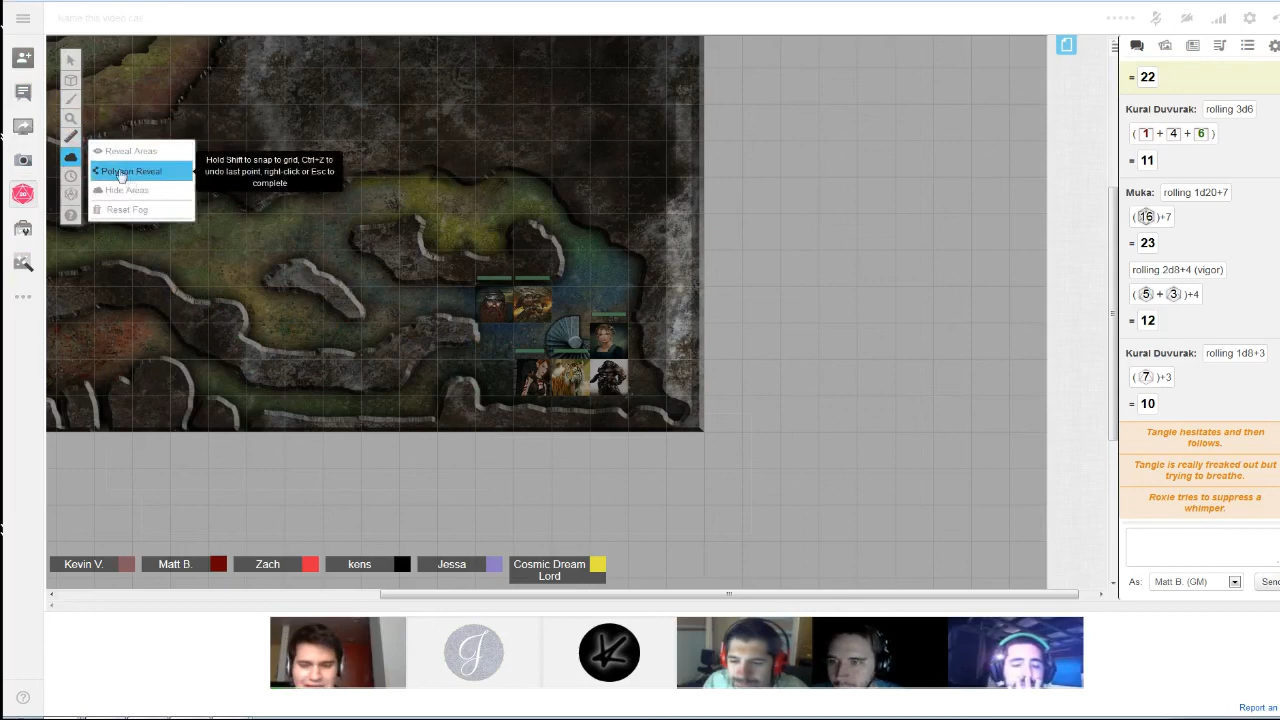 Name this video call
= 22
Kural Duvurak: rolling 3d6
( 1 + 4 + 6 )
= 11
Muka: rolling 1d20+7
( 16 )+7
= 23
rolling 2d8+4 (vigor)
( 5 + 3 )+4
= 12
Kural Duvurak: rolling 1d8+3
( 7 )+3
= 10
Tangle hesitates and then
follows.
Tangle is really freaked out but
trying to breathe.
Roxie tries to suppress a
whimper.
As: Matt B. (GM)
Reveal Areas
Polygon Reveal
Hide Areas
Reset Fog
Hold Shift to snap to grid, Ctrl+Z to
undo last point, right-click or Esc to
complete
Kevin V.
Matt B.
Zach
kens
Jessa
Cosmic Dream
Lord
Report an